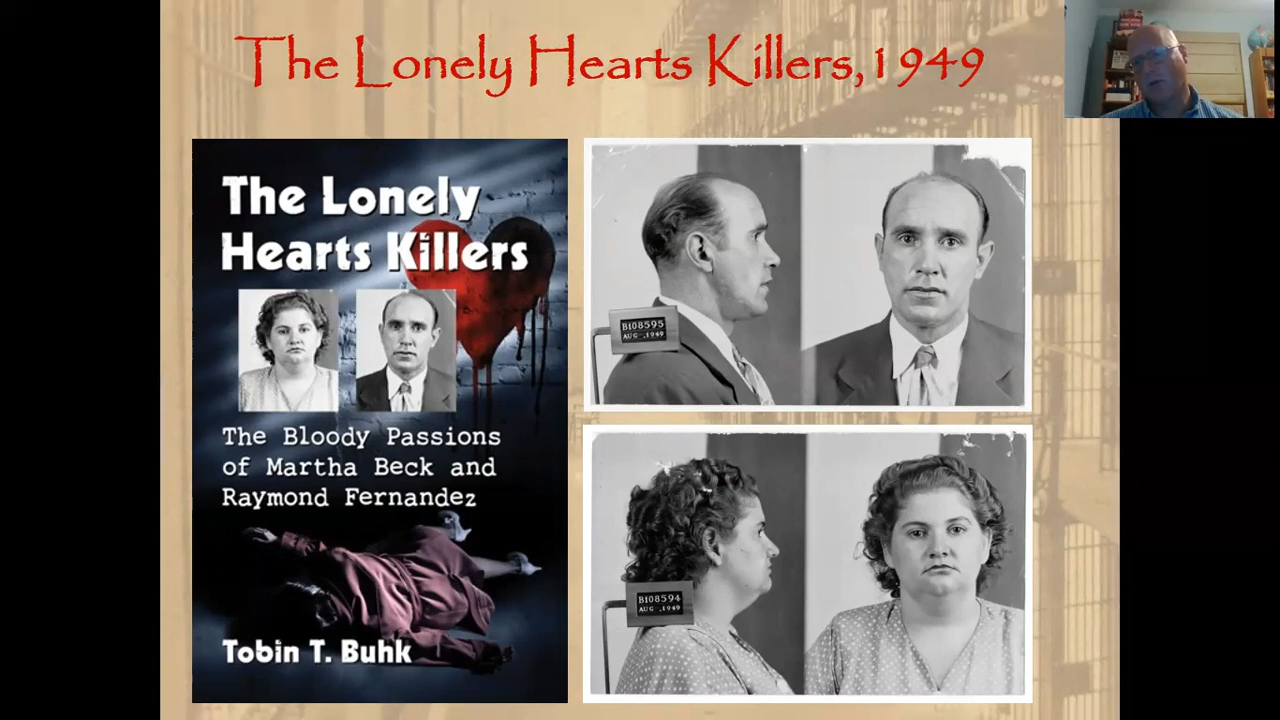 The Lonely Hearts Killers, 1949
The Lonely
Hearts Killers
The Bloody Passions
of Martha Beck and
Raymond Fernandez
Tobin T. Buhk
B108595
AUG ,1949
B108594
AUG ,1949